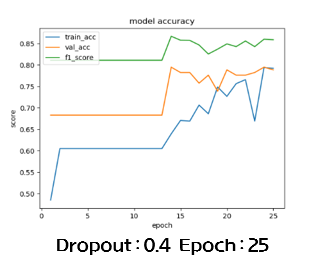 model accuracy
train_acc
val_acc
f1_score
0.85
0.80
0.75
0.70
0.65
0.60
0.55
0.50
score
0 5 10 15 20 25
epoch
Dropout : 0.4 Epoch : 25